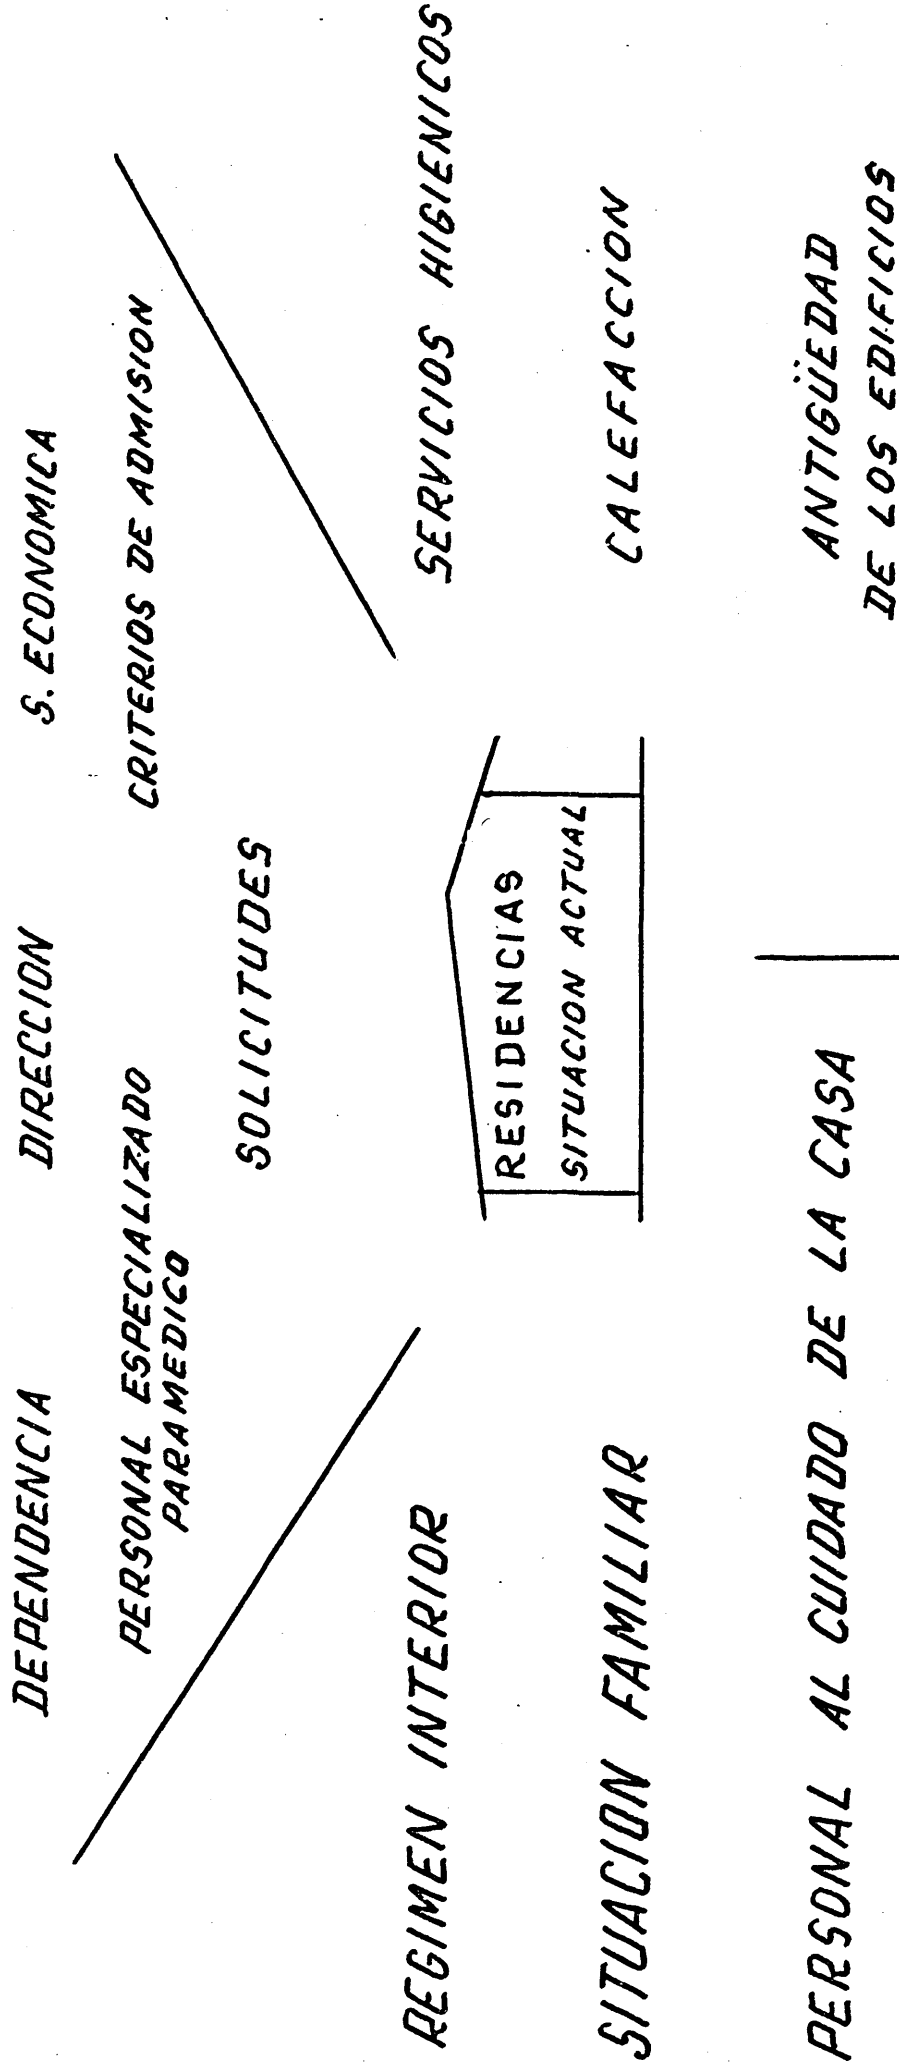 DEPENDENCIA
DIRECCION
S. ECONOMICA
PERSONAL ESPECIALIZADO
PARAMEDICO
CRITERIOS DE ADMISION
SOLICITUDES
REGIMEN INTERIOR
SERVICIOS HIGIENICOS
RESIDENCIAS
SITUACION ACTUAL
SITUACION FAMILIAR
CALEFACCION
PERSONAL AL CUIDADO DE LA CASA
ANTIGÜEDAD
DE LOS EDIFICIOS